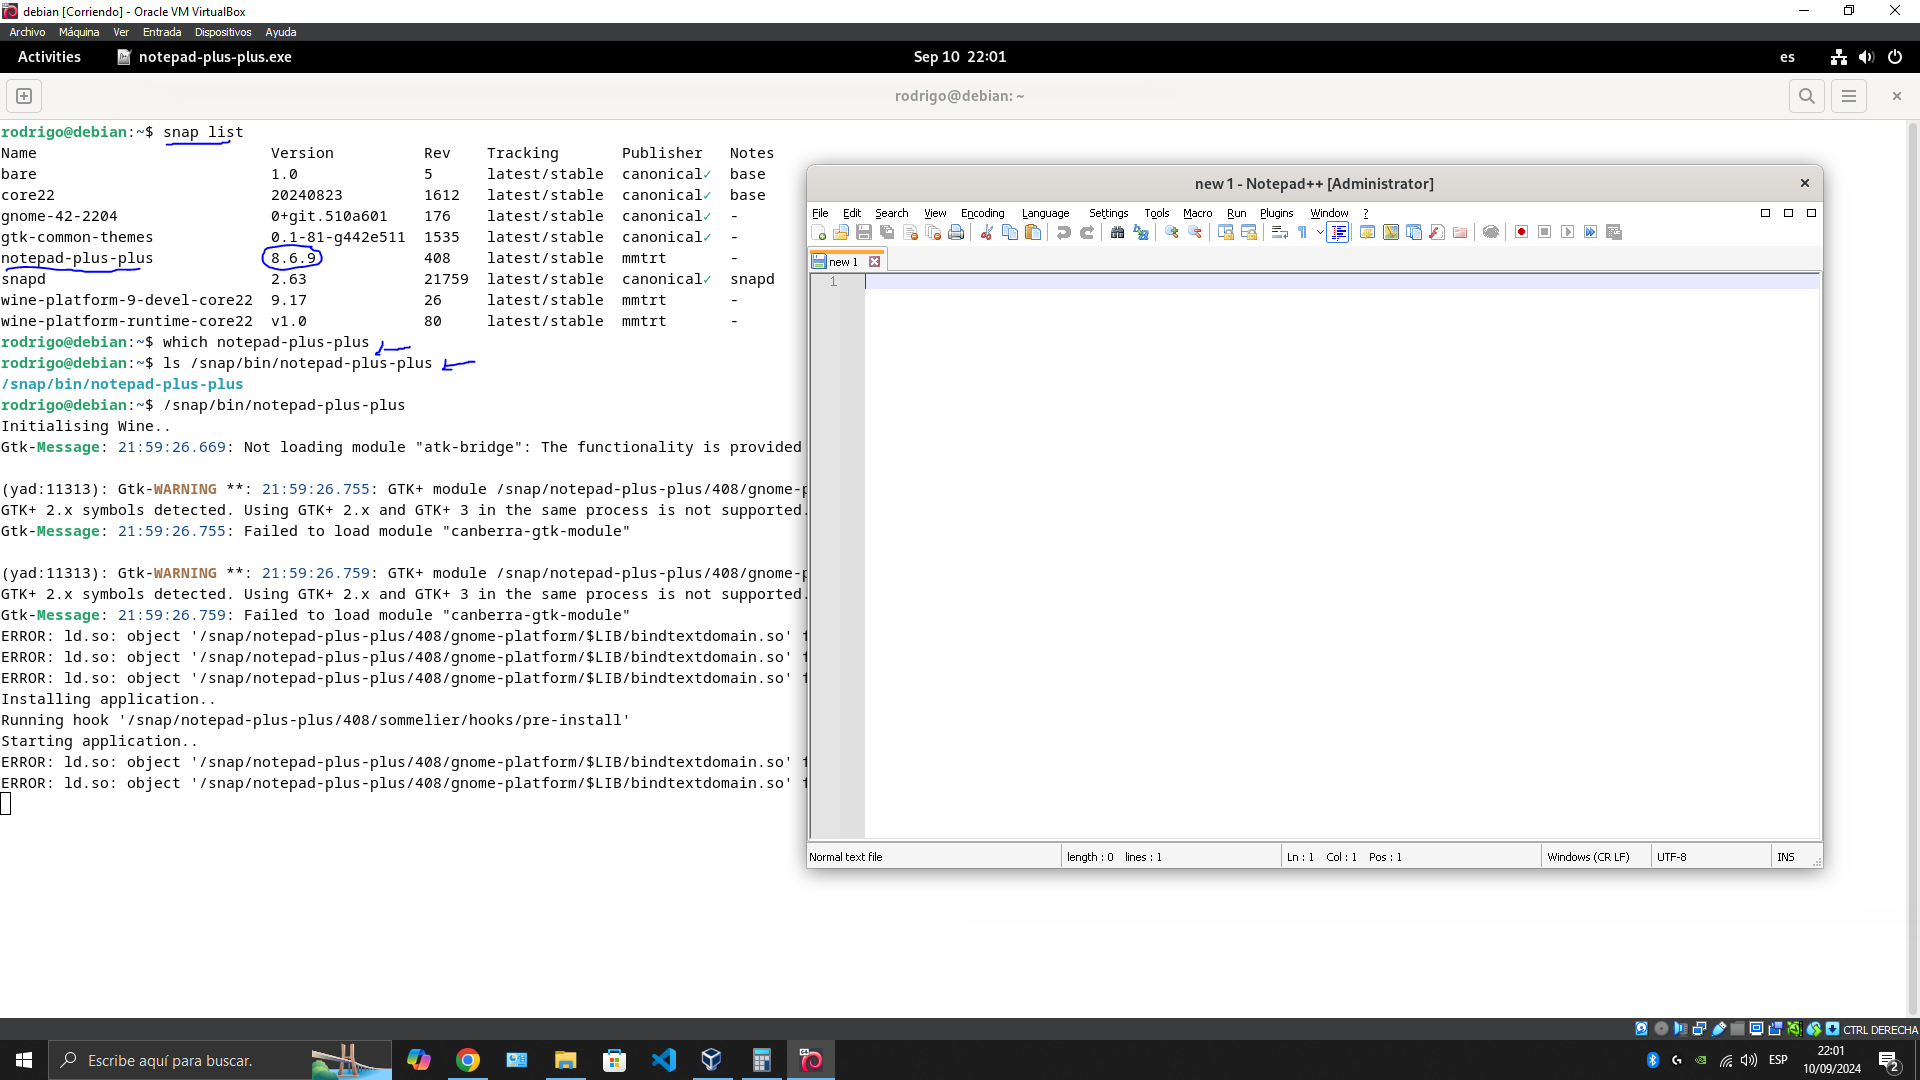 debian [Corriendo] - Oracle VM VirtualBox
Archivo Máquina Ver Entrada Dispositivos Ayuda
Activities notepad-plus-plus.exe Sep 10 22:01 es
rodrigo@debian: ~
rodrigo@debian:~$ snap list
Name Version Rev Tracking Publisher Notes
bare 1.0 5 latest/stable canonical✓ base
core22 20240823 1612 latest/stable canonical✓ base
gnome-42-2204 0+git.510a601 176 latest/stable canonical✓ -
gtk-common-themes 0.1-81-g442e511 1535 latest/stable canonical✓ -
notepad-plus-plus 8.6.9 408 latest/stable mmtrt -
snapd 2.63 21759 latest/stable canonical✓ snapd
wine-platform-9-devel-core22 9.17 26 latest/stable mmtrt -
wine-platform-runtime-core22 v1.0 80 latest/stable mmtrt -
rodrigo@debian:~$ which notepad-plus-plus
rodrigo@debian:~$ ls /snap/bin/notepad-plus-plus
/snap/bin/notepad-plus-plus
rodrigo@debian:~$ /snap/bin/notepad-plus-plus
Initialising Wine..
Gtk-Message: 21:59:26.669: Not loading module "atk-bridge": The functionality is provided
(yad:11313): Gtk-WARNING **: 21:59:26.755: GTK+ module /snap/notepad-plus-plus/408/gnome-p
GTK+ 2.x symbols detected. Using GTK+ 2.x and GTK+ 3 in the same process is not supported.
Gtk-Message: 21:59:26.755: Failed to load module "canberra-gtk-module"
(yad:11313): Gtk-WARNING **: 21:59:26.759: GTK+ module /snap/notepad-plus-plus/408/gnome-p
GTK+ 2.x symbols detected. Using GTK+ 2.x and GTK+ 3 in the same process is not supported.
Gtk-Message: 21:59:26.759: Failed to load module "canberra-gtk-module"
ERROR: ld.so: object '/snap/notepad-plus-plus/408/gnome-platform/$LIB/bindtextdomain.so' f
ERROR: ld.so: object '/snap/notepad-plus-plus/408/gnome-platform/$LIB/bindtextdomain.so' f
ERROR: ld.so: object '/snap/notepad-plus-plus/408/gnome-platform/$LIB/bindtextdomain.so' f
Installing application..
Running hook '/snap/notepad-plus-plus/408/sommelier/hooks/pre-install'
Starting application..
ERROR: ld.so: object '/snap/notepad-plus-plus/408/gnome-platform/$LIB/bindtextdomain.so' f
ERROR: ld.so: object '/snap/notepad-plus-plus/408/gnome-platform/$LIB/bindtextdomain.so' f
new 1 - Notepad++ [Administrator]
File Edit Search View Encoding Language Settings Tools Macro Run Plugins Window ?
new 1
1
Normal text file length : 0 lines : 1 Ln : 1 Col : 1 Pos : 1 Windows (CR LF) UTF-8 INS
CTRL DERECHA
Escribe aquí para buscar.
ESP
22:01
10/09/2024
2